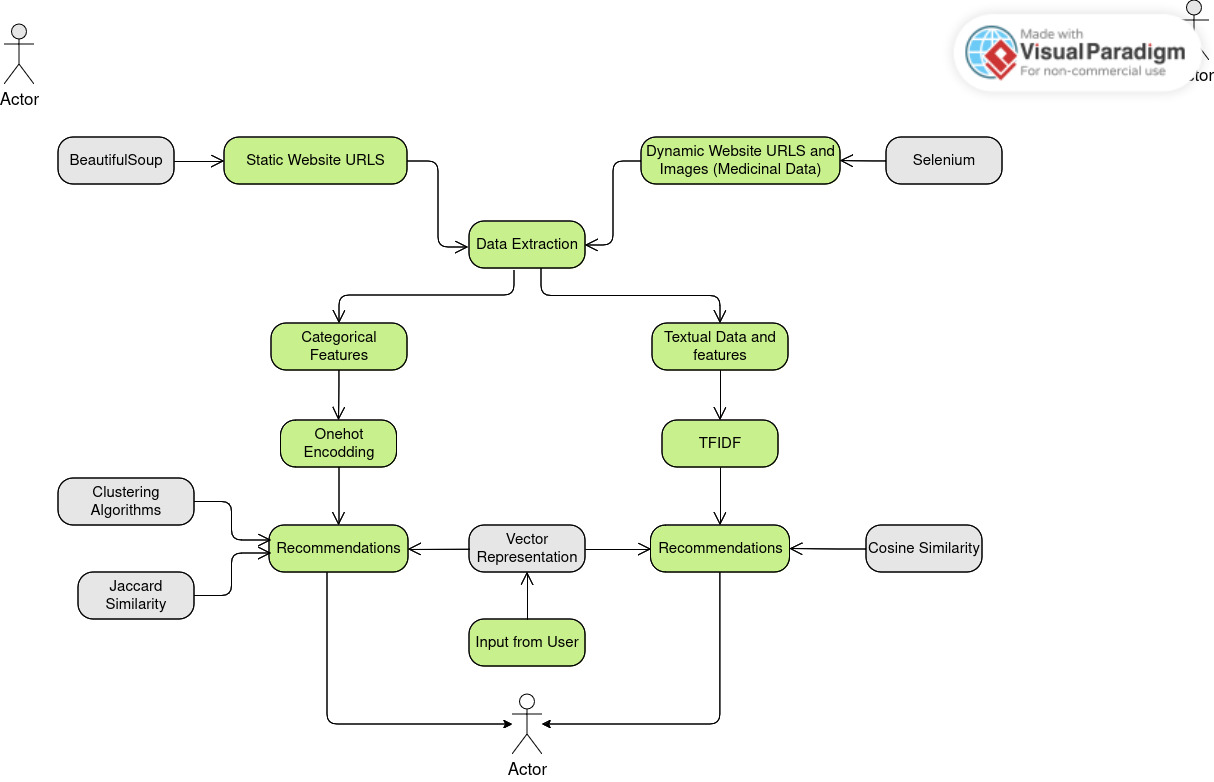 Made with
Visual Paradigm
For non-commercial use
Actor
tor
BeautifulSoup
Static Website URLS
Dynamic Website URLS and
Images (Medicinal Data)
Selenium
Data Extraction
Categorical
Features
Textual Data and
features
Onehot
Encodding
TFIDF
Clustering
Algorithms
Recommendations
Vector
Representation
Recommendations
Cosine Similarity
Jaccard
Similarity
Input from User
Actor